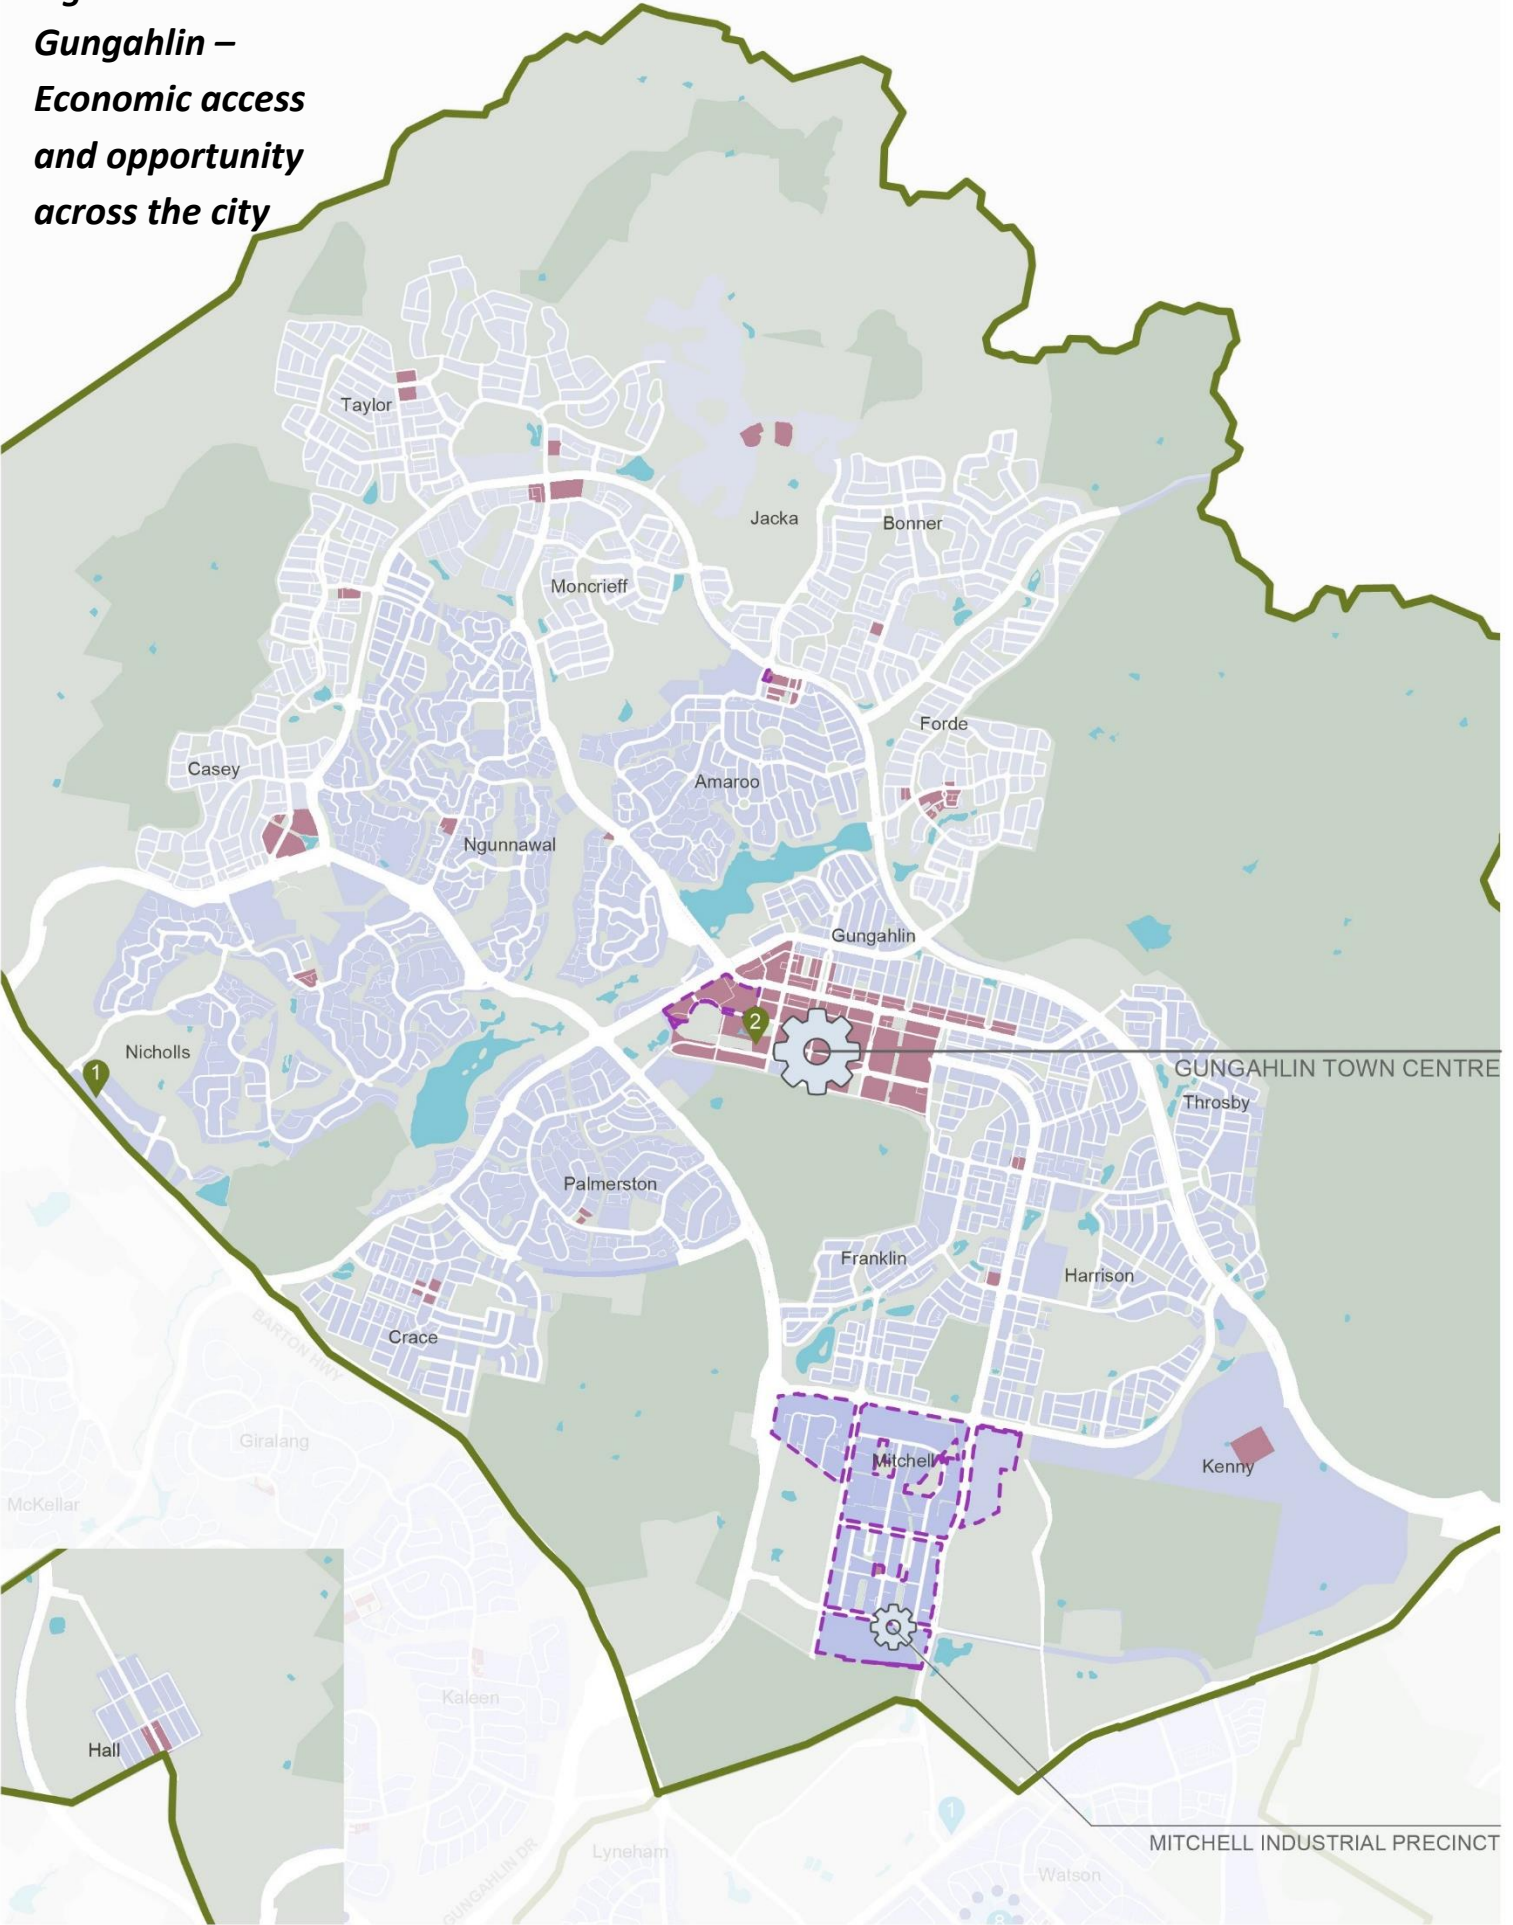 Gungahlin –
Economic access
and opportunity
across the city
Taylor
Jacka
Bonner
Moncrieff
Forde
Casey
Amaroo
Ngunnawal
Gungahlin
2
Nicholls
1
GUNGAHLIN TOWN CENTRE
Throsby
Palmerston
Franklin
Harrison
Crace
BARTON HWY
Giralang
Mitchell
Kenny
McKellar
Kaleen
Hall
1
MITCHELL INDUSTRIAL PRECINCT
Lyneham
GUNGAHLIN DR
Watson
8